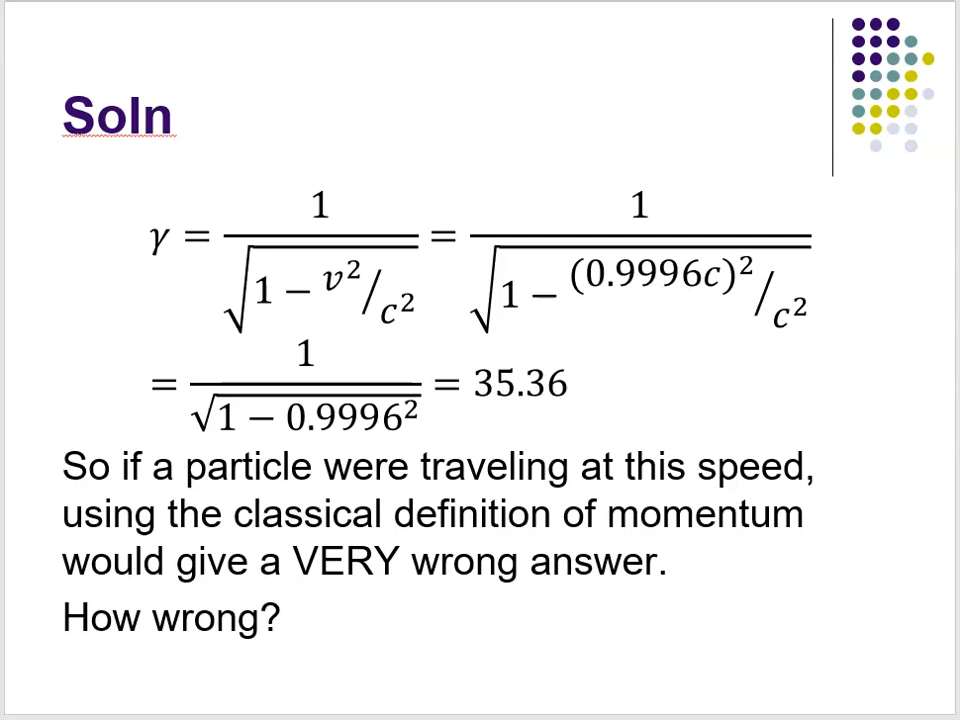 Soln
γ = 1/√(1 − v²/c²) = 1/√(1 − (0.9996c)²/c²)
= 1/√(1 − 0.9996²) = 35.36
So if a particle were traveling at this speed,
using the classical definition of momentum
would give a VERY wrong answer.
How wrong?